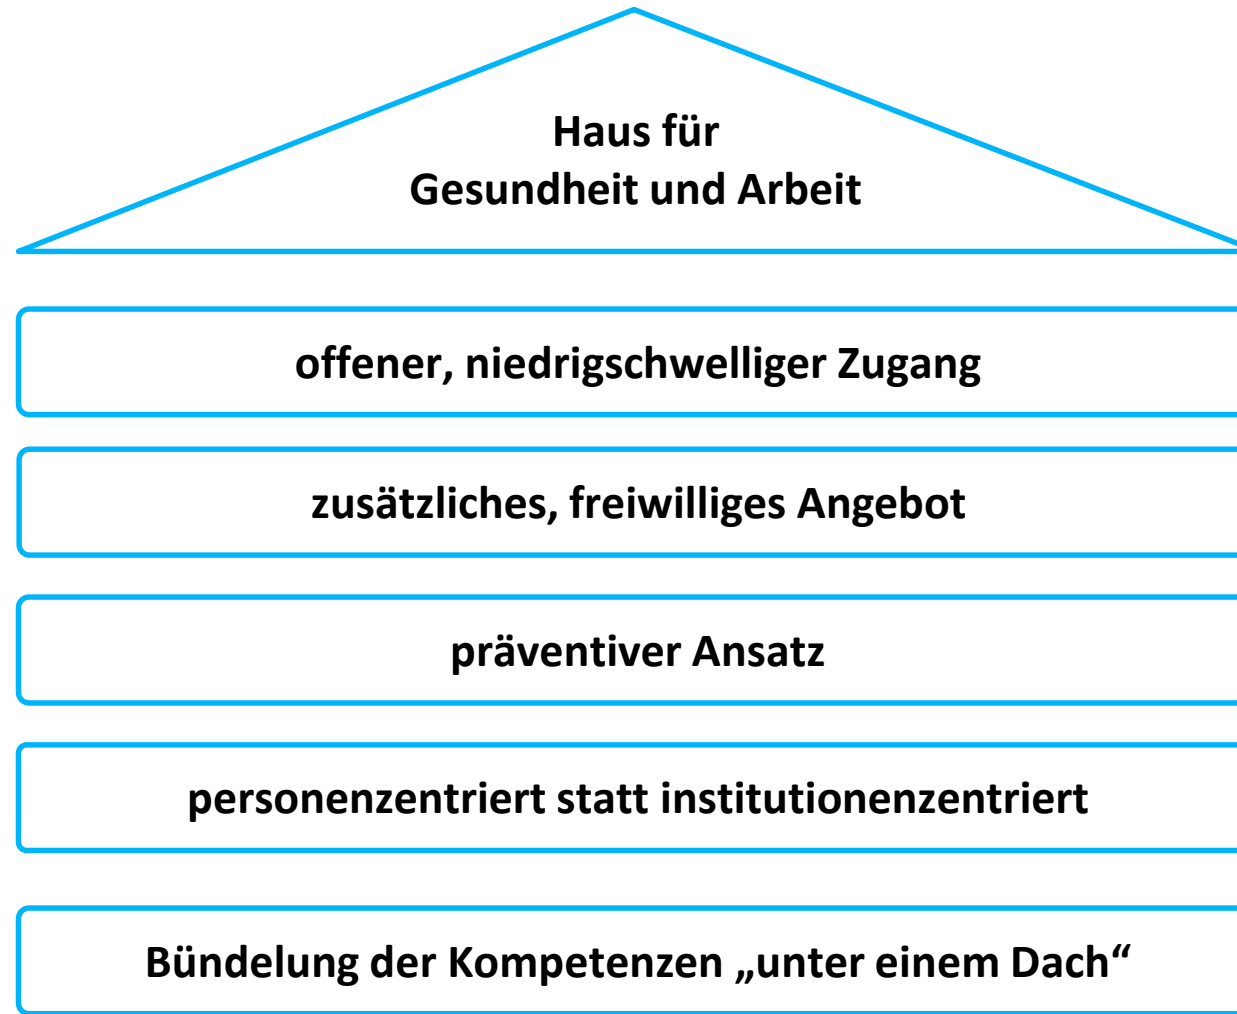 Haus für
Gesundheit und Arbeit
offener, niedrigschwelliger Zugang
zusätzliches, freiwilliges Angebot
präventiver Ansatz
personenzentriert statt institutionenzentriert
Bündelung der Kompetenzen „unter einem Dach“